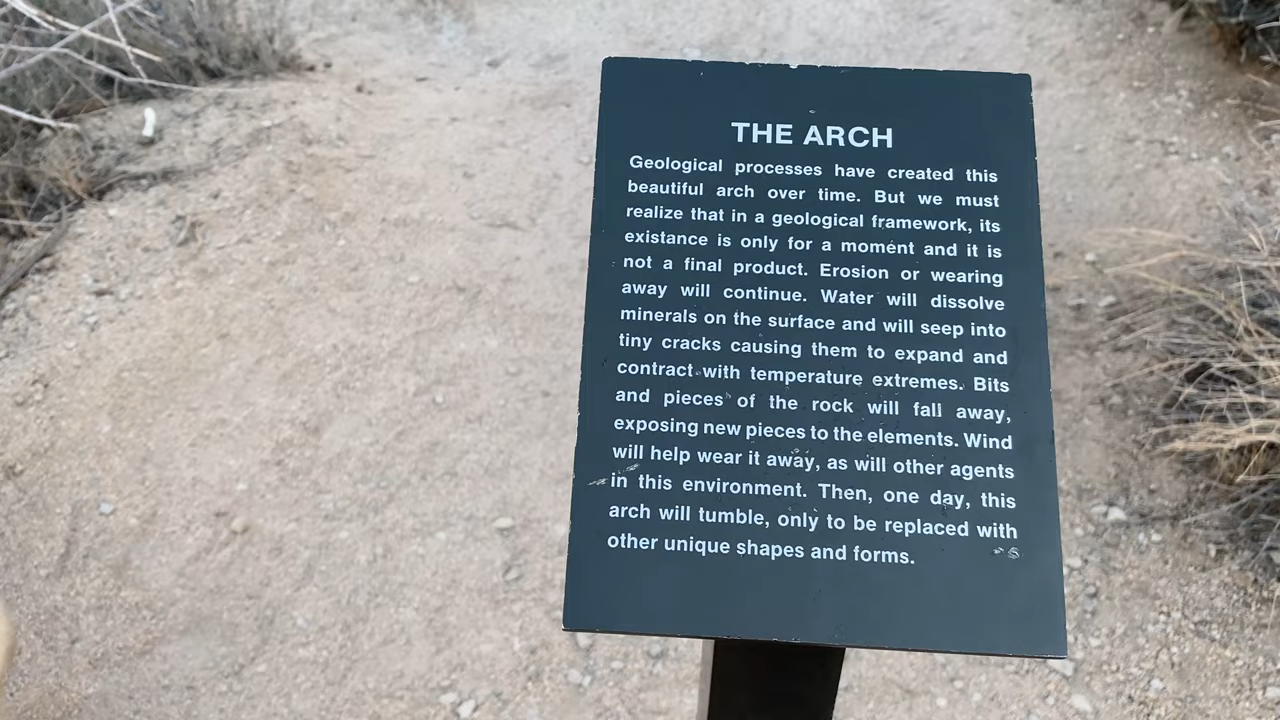 THE ARCH
Geological processes have created this
beautiful arch over time. But we must
realize that in a geological framework, its
existance is only for a moment and it is
not a final product. Erosion or wearing
away will continue. Water will dissolve
minerals on the surface and will seep into
tiny cracks causing them to expand and
contract with temperature extremes. Bits
and pieces of the rock will fall away,
exposing new pieces to the elements. Wind
will help wear it away, as will other agents
in this environment. Then, one day, this
arch will tumble, only to be replaced with
other unique shapes and forms.